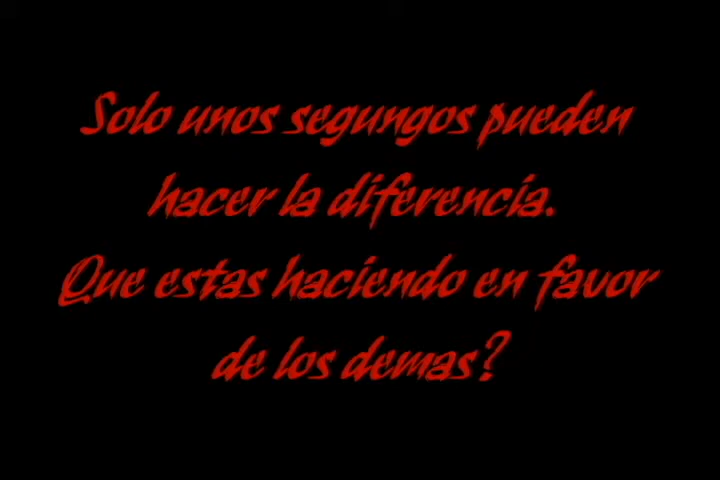 Solo unos segungos pueden
hacer la diferencia.
Que estas haciendo en favor
de los demas?